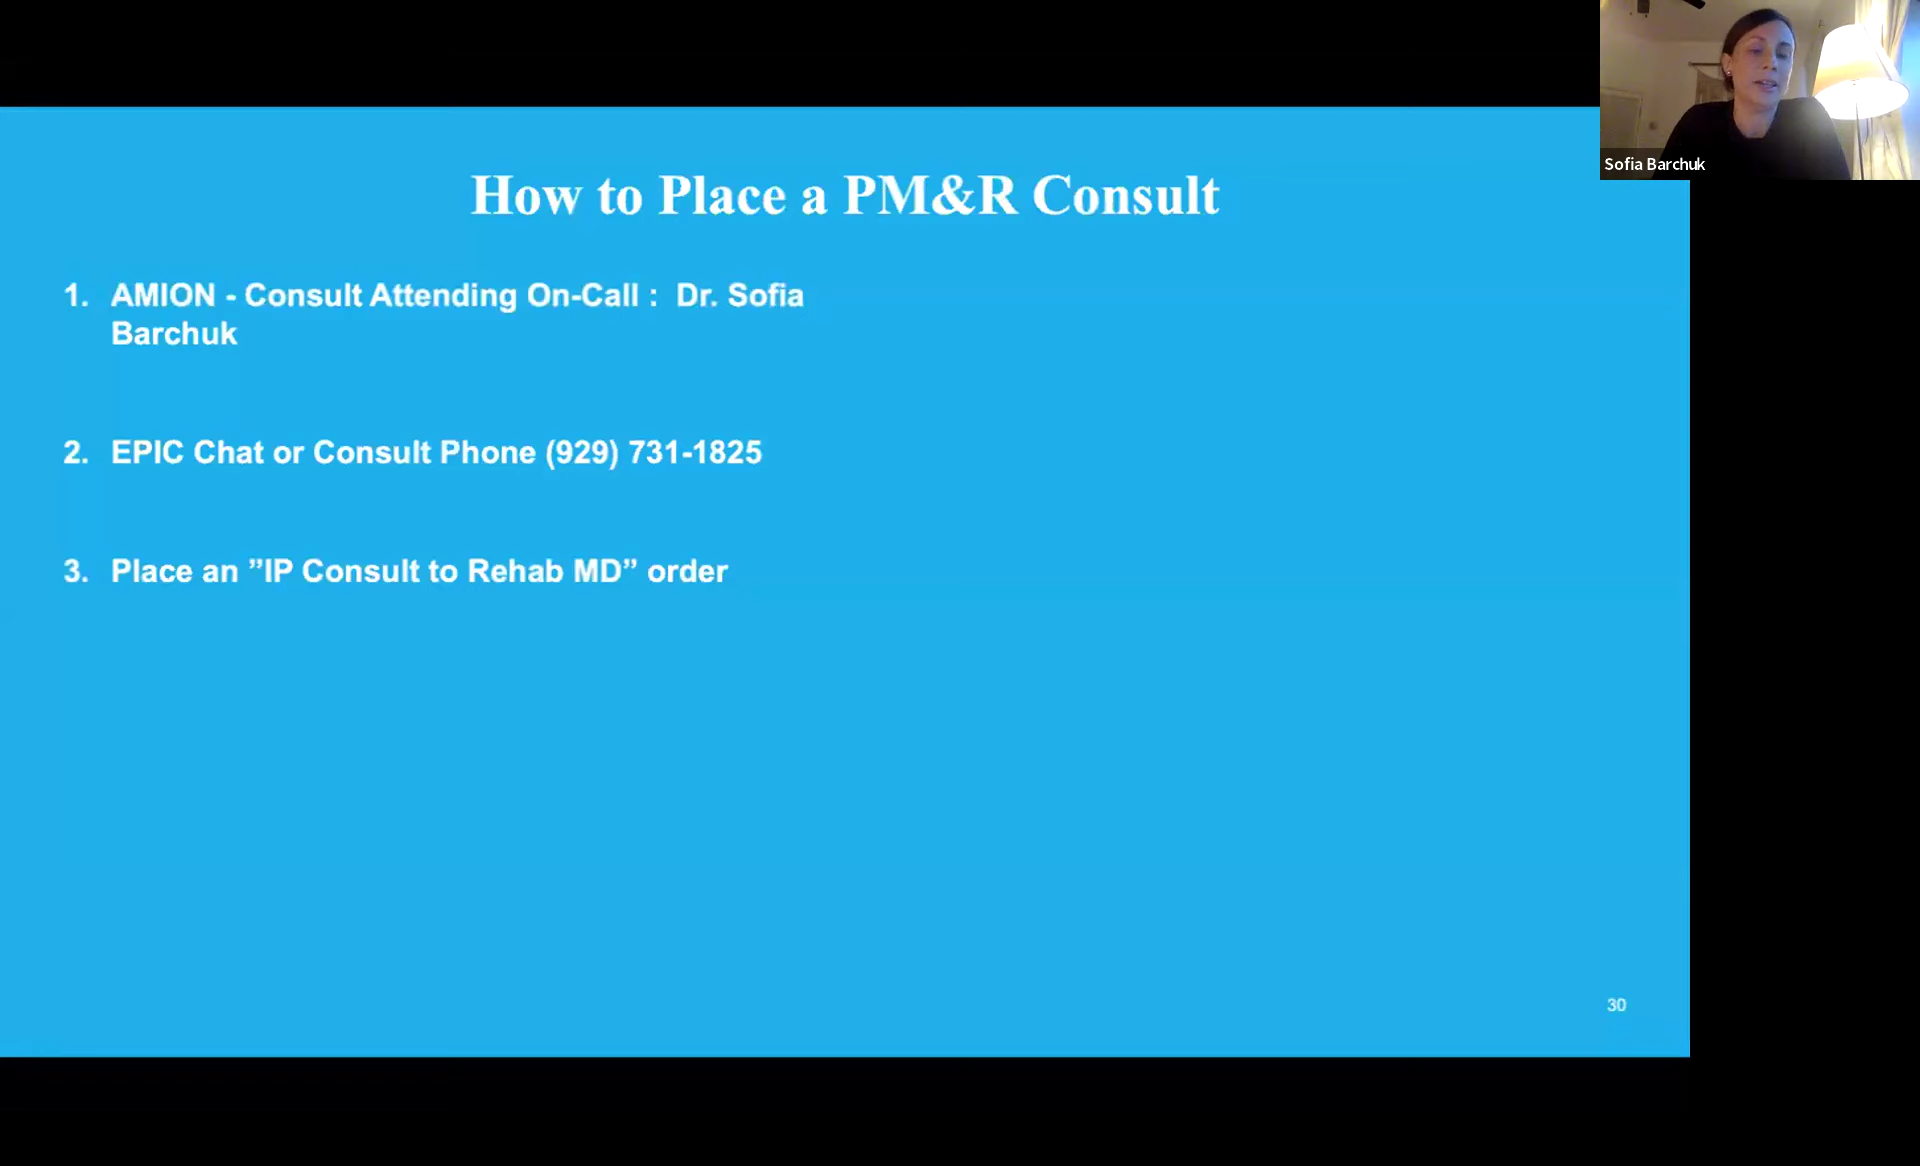 How to Place a PM&R Consult
1. AMION - Consult Attending On-Call : Dr. Sofia
Barchuk
2. EPIC Chat or Consult Phone (929) 731-1825
3. Place an ”IP Consult to Rehab MD” order
30
Sofia Barchuk